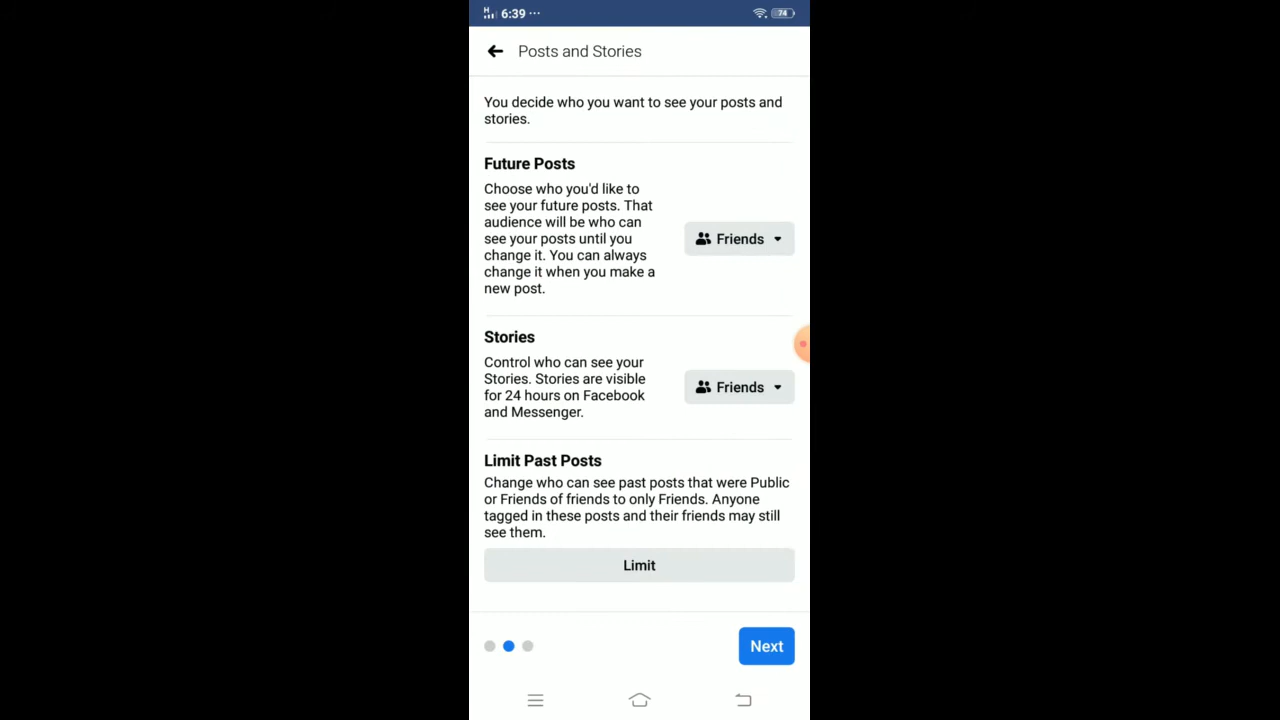 H 6:39 ··· 74
Posts and Stories
You decide who you want to see your posts and
stories.
Future Posts
Choose who you'd like to
see your future posts. That
audience will be who can
see your posts until you
change it. You can always
change it when you make a
new post.
Friends
Stories
Control who can see your
Stories. Stories are visible
for 24 hours on Facebook
and Messenger.
Friends
Limit Past Posts
Change who can see past posts that were Public
or Friends of friends to only Friends. Anyone
tagged in these posts and their friends may still
see them.
Limit
Next